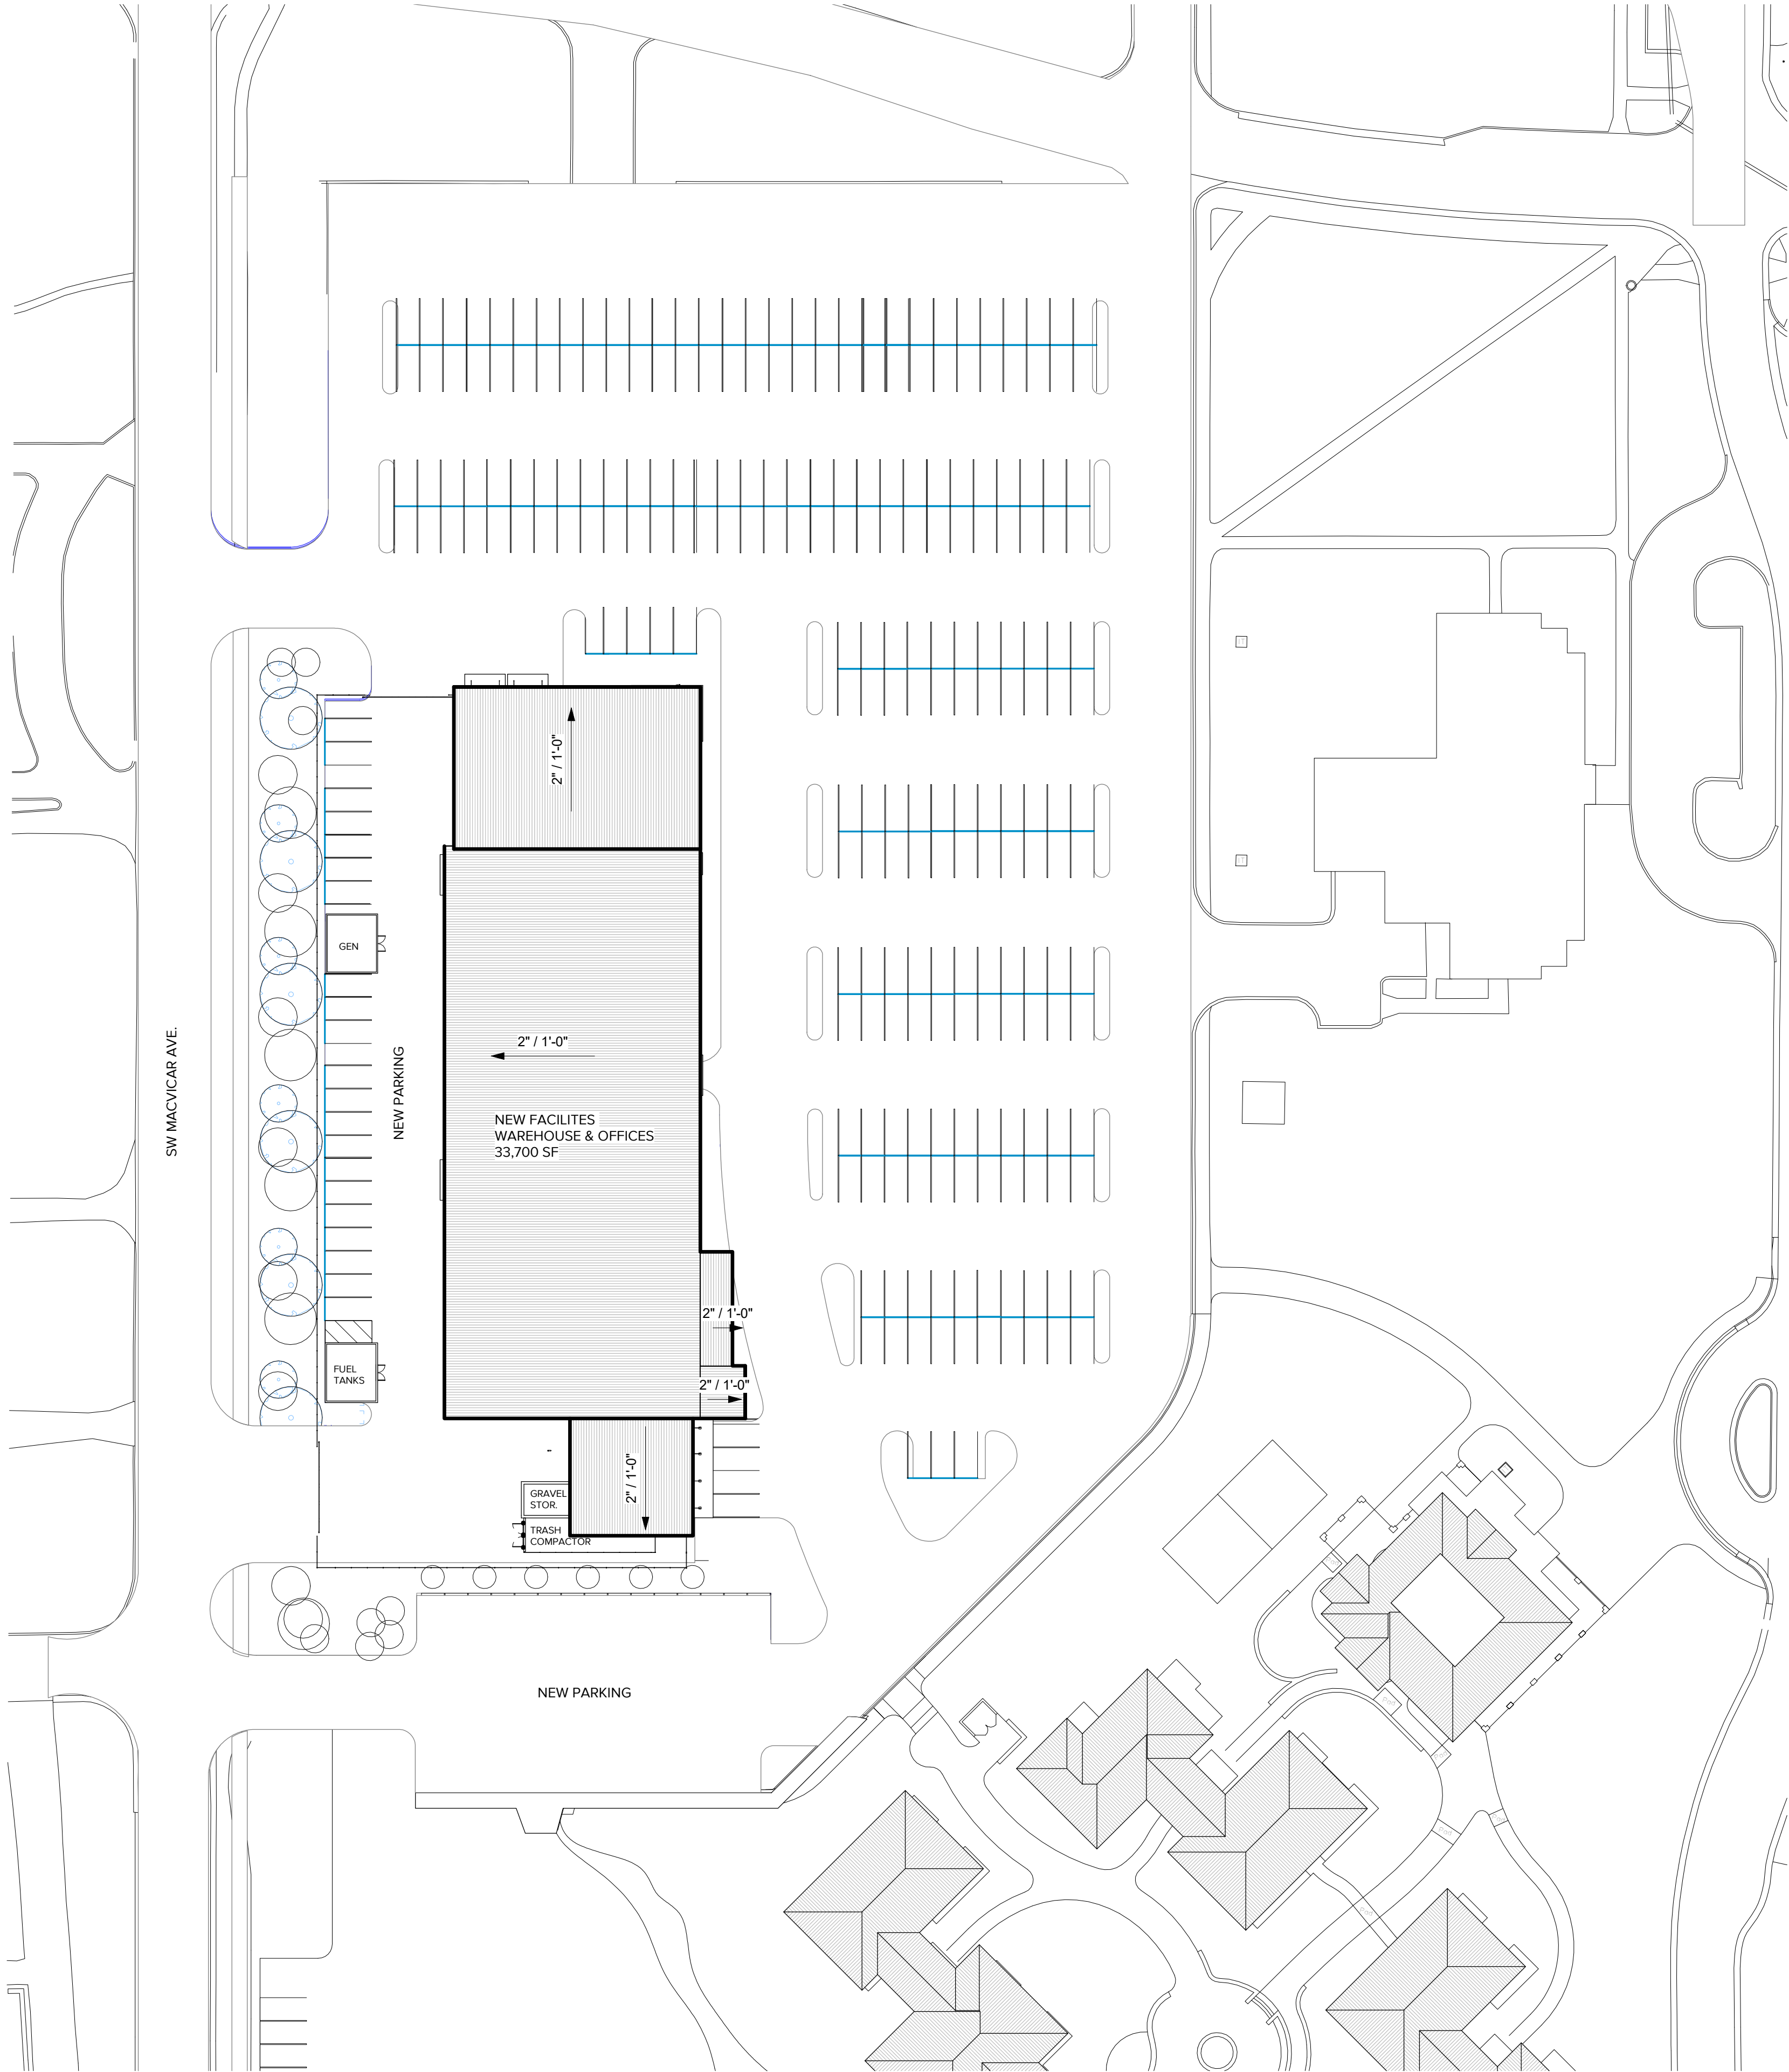 2" / 1'-0"
GEN
SW MACVICAR AVE.
NEW PARKING
2" / 1'-0"
NEW FACILITES
WAREHOUSE & OFFICES
33,700 SF
2" / 1'-0"
FUEL
TANKS
2" / 1'-0"
2" / 1'-0"
GRAVEL
STOR.
TRASH
COMPACTOR
NEW PARKING